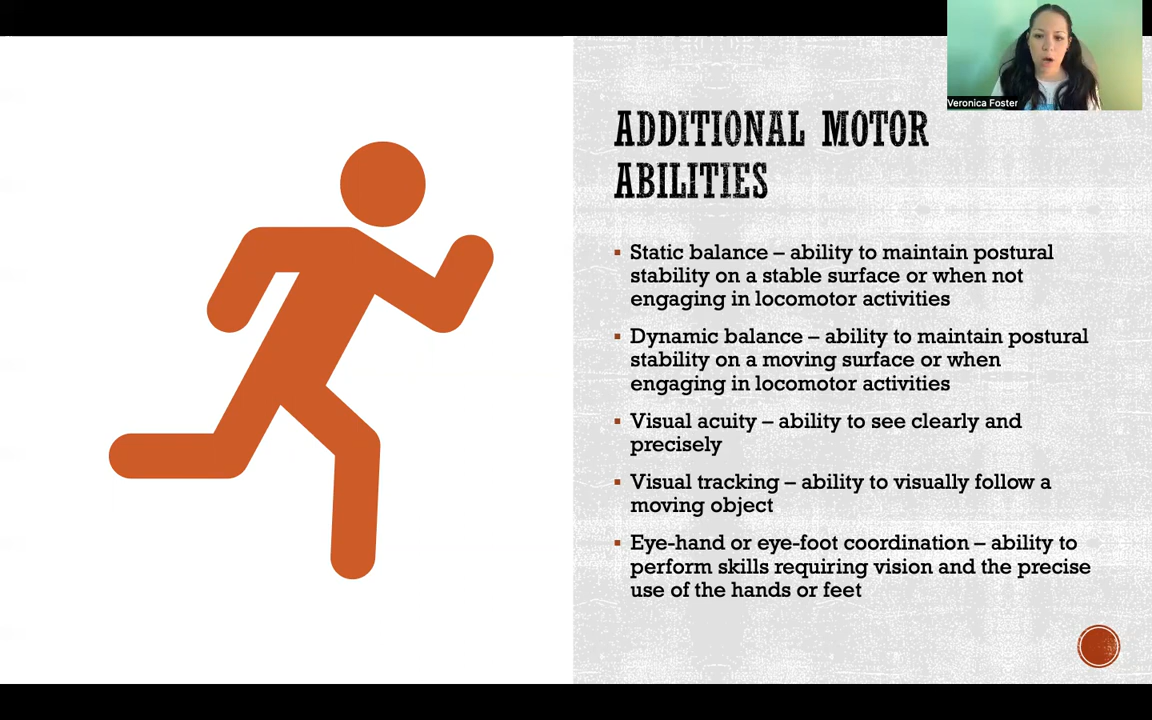 Veronica Foster
ADDITIONAL MOTOR
ABILITIES
▪ Static balance – ability to maintain postural
stability on a stable surface or when not
engaging in locomotor activities
▪ Dynamic balance – ability to maintain postural
stability on a moving surface or when
engaging in locomotor activities
▪ Visual acuity – ability to see clearly and
precisely
▪ Visual tracking – ability to visually follow a
moving object
▪ Eye-hand or eye-foot coordination – ability to
perform skills requiring vision and the precise
use of the hands or feet